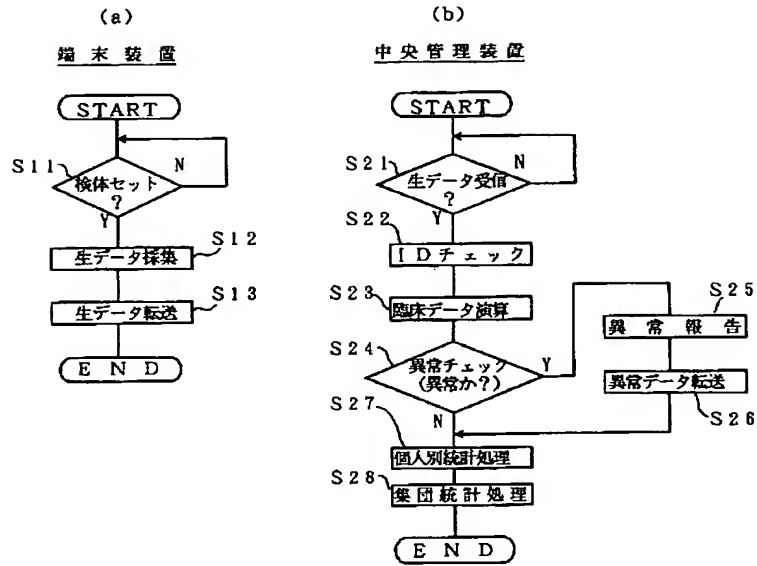 (a)
端末装置
START
S11
検体セット
?
N
Y
生データ採集
S12
生データ転送
S13
END
(b)
中央管理装置
START
S21
生データ受信
?
N
Y
S22
IDチェック
S23
臨床データ演算
S24
異常チェック
(異常か?)
Y
N
S25
異常報告
異常データ転送
S26
S27
個人別統計処理
S28
集団統計処理
END